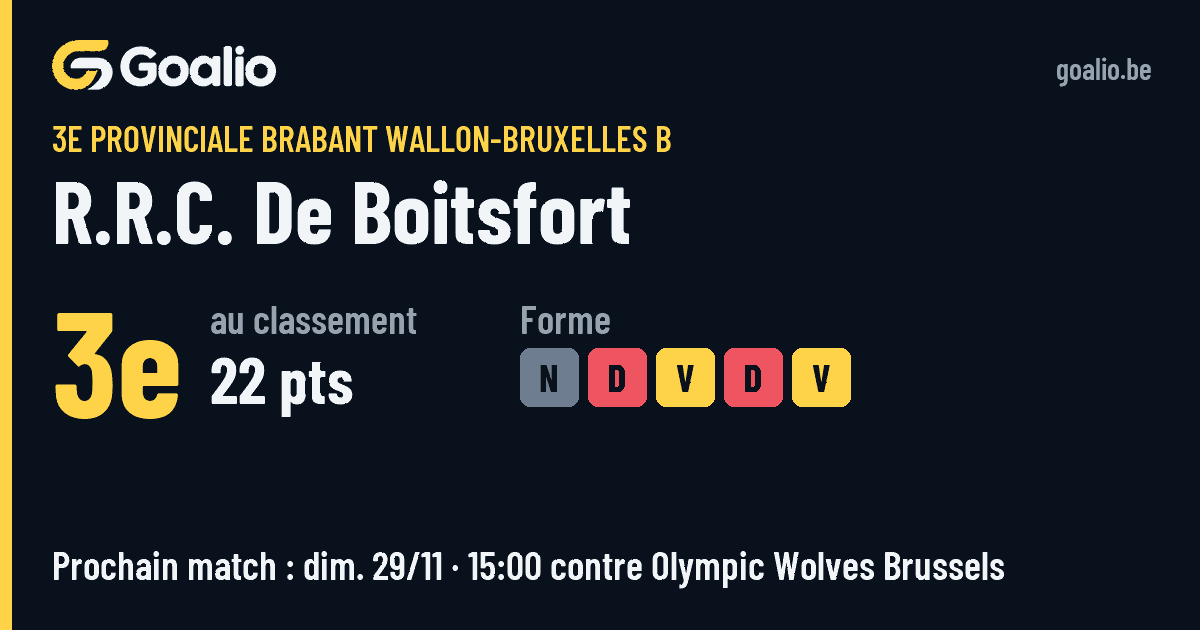 Goalio
goalio.be
3E PROVINCIALE BRABANT WALLON-BRUXELLES B
R.R.C. De Boitsfort
3e
au classement
22 pts
Forme
N D V D V
Prochain match : dim. 29/11 · 15:00 contre Olympic Wolves Brussels